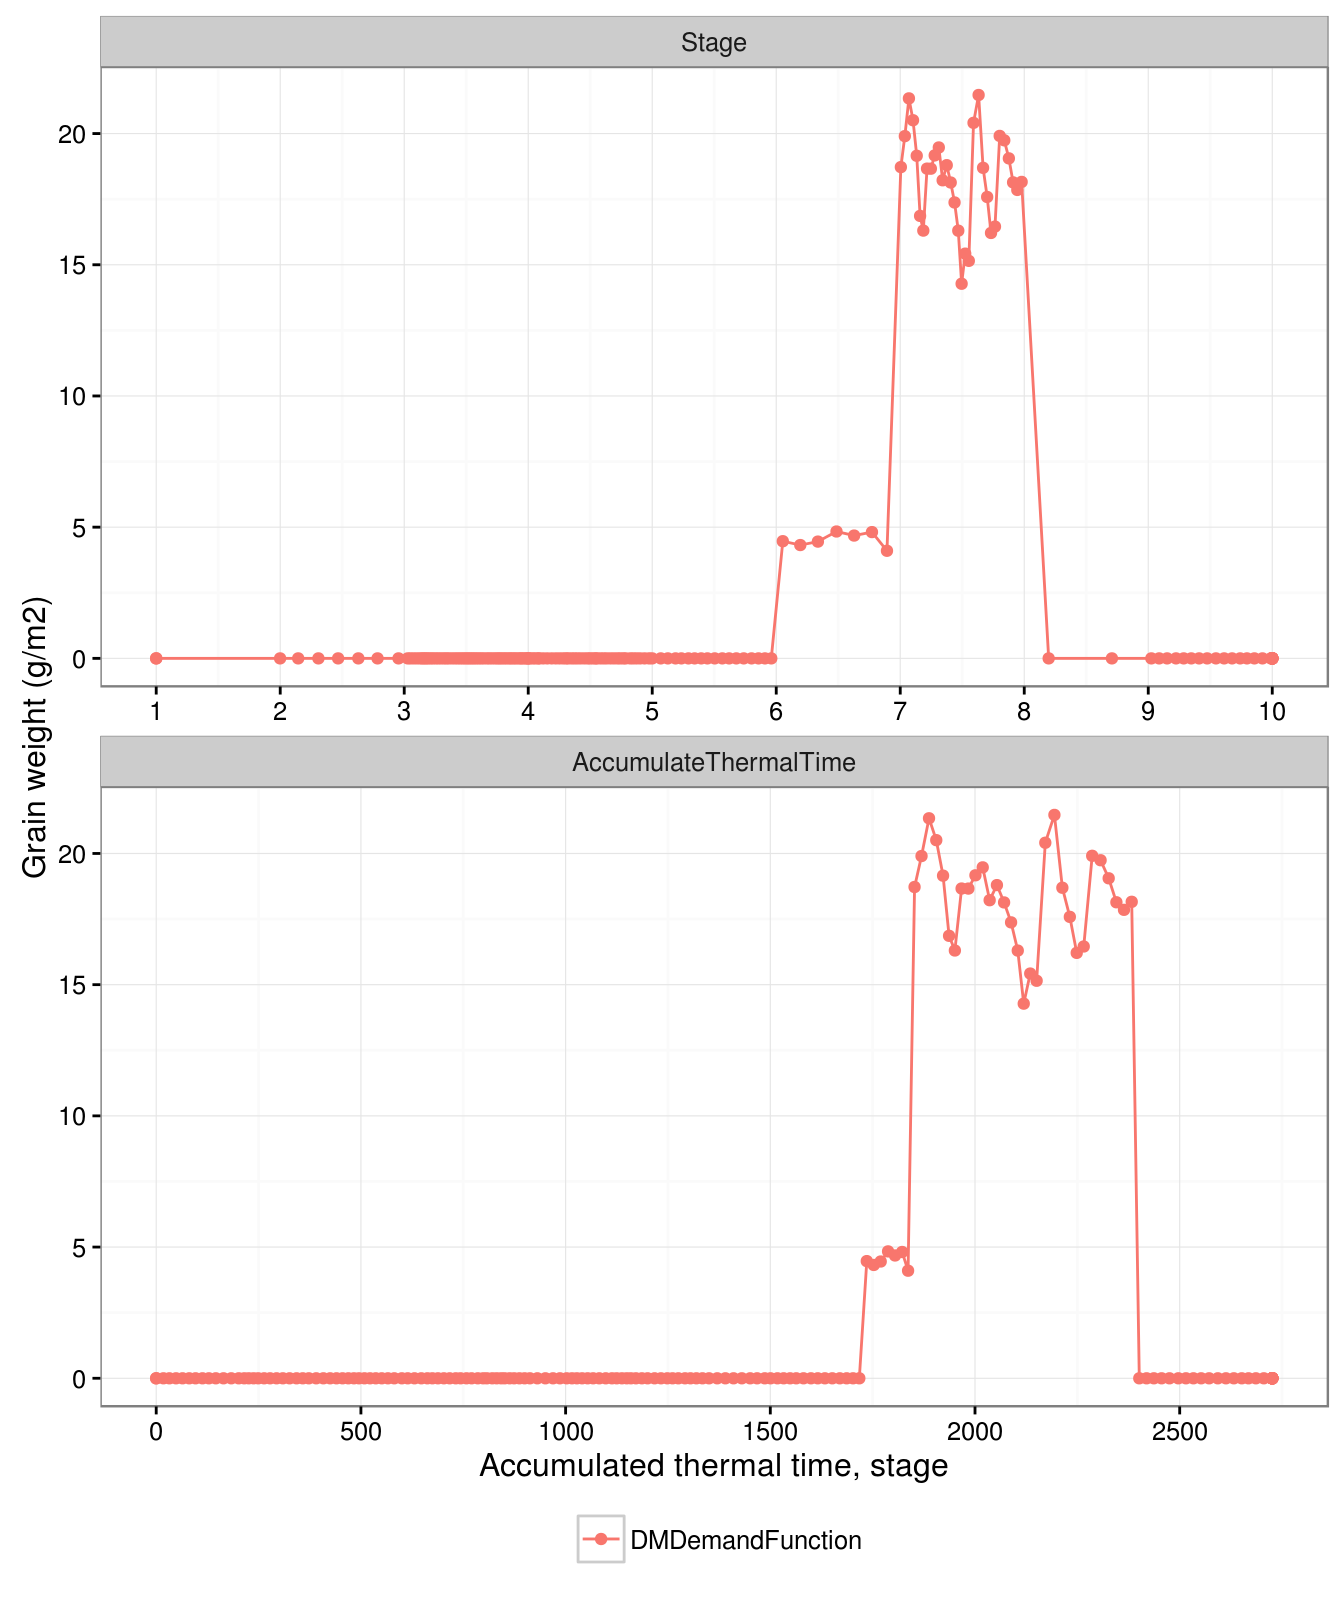 Stage
20
15
10
5
0
1 2 3 4 5 6 7 8 9 10
Grain weight (g/m2)
AccumulateThermalTime
20
15
10
5
0
0 500 1000 1500 2000 2500
Accumulated thermal time, stage
DMDemandFunction